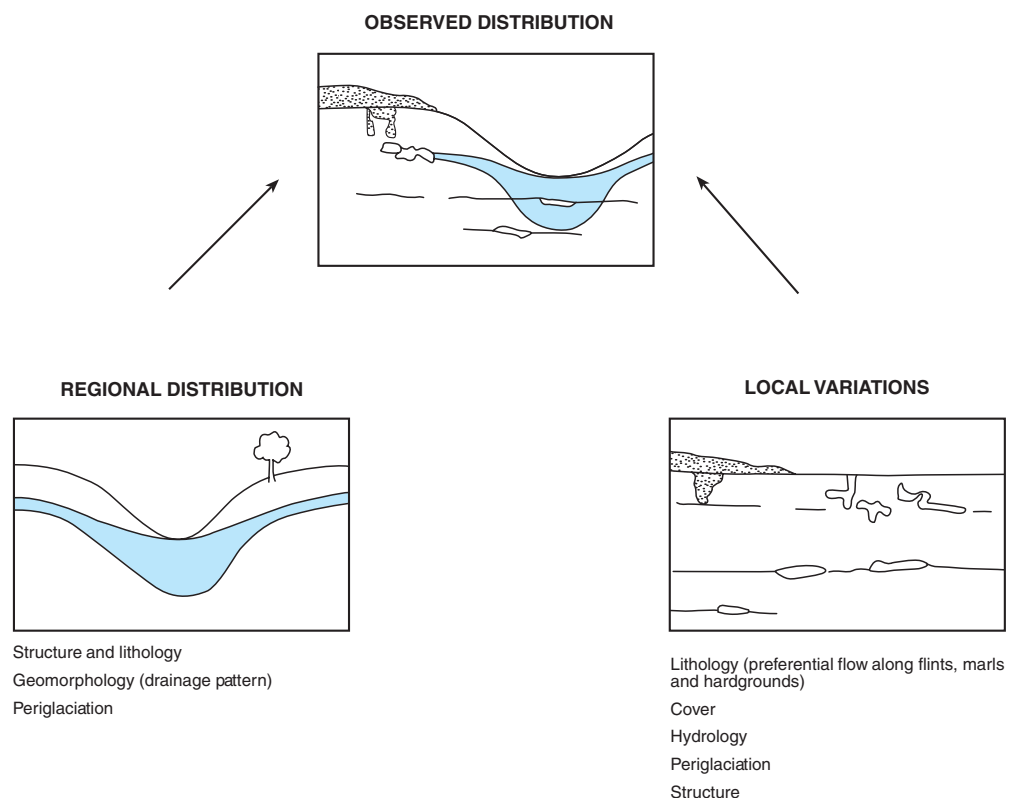 OBSERVED DISTRIBUTION
REGIONAL DISTRIBUTION
Structure and lithology
Geomorphology (drainage pattern)
Periglaciation
LOCAL VARIATIONS
Lithology (preferential flow along flints, marls
and hardgrounds)
Cover
Hydrology
Periglaciation
Structure